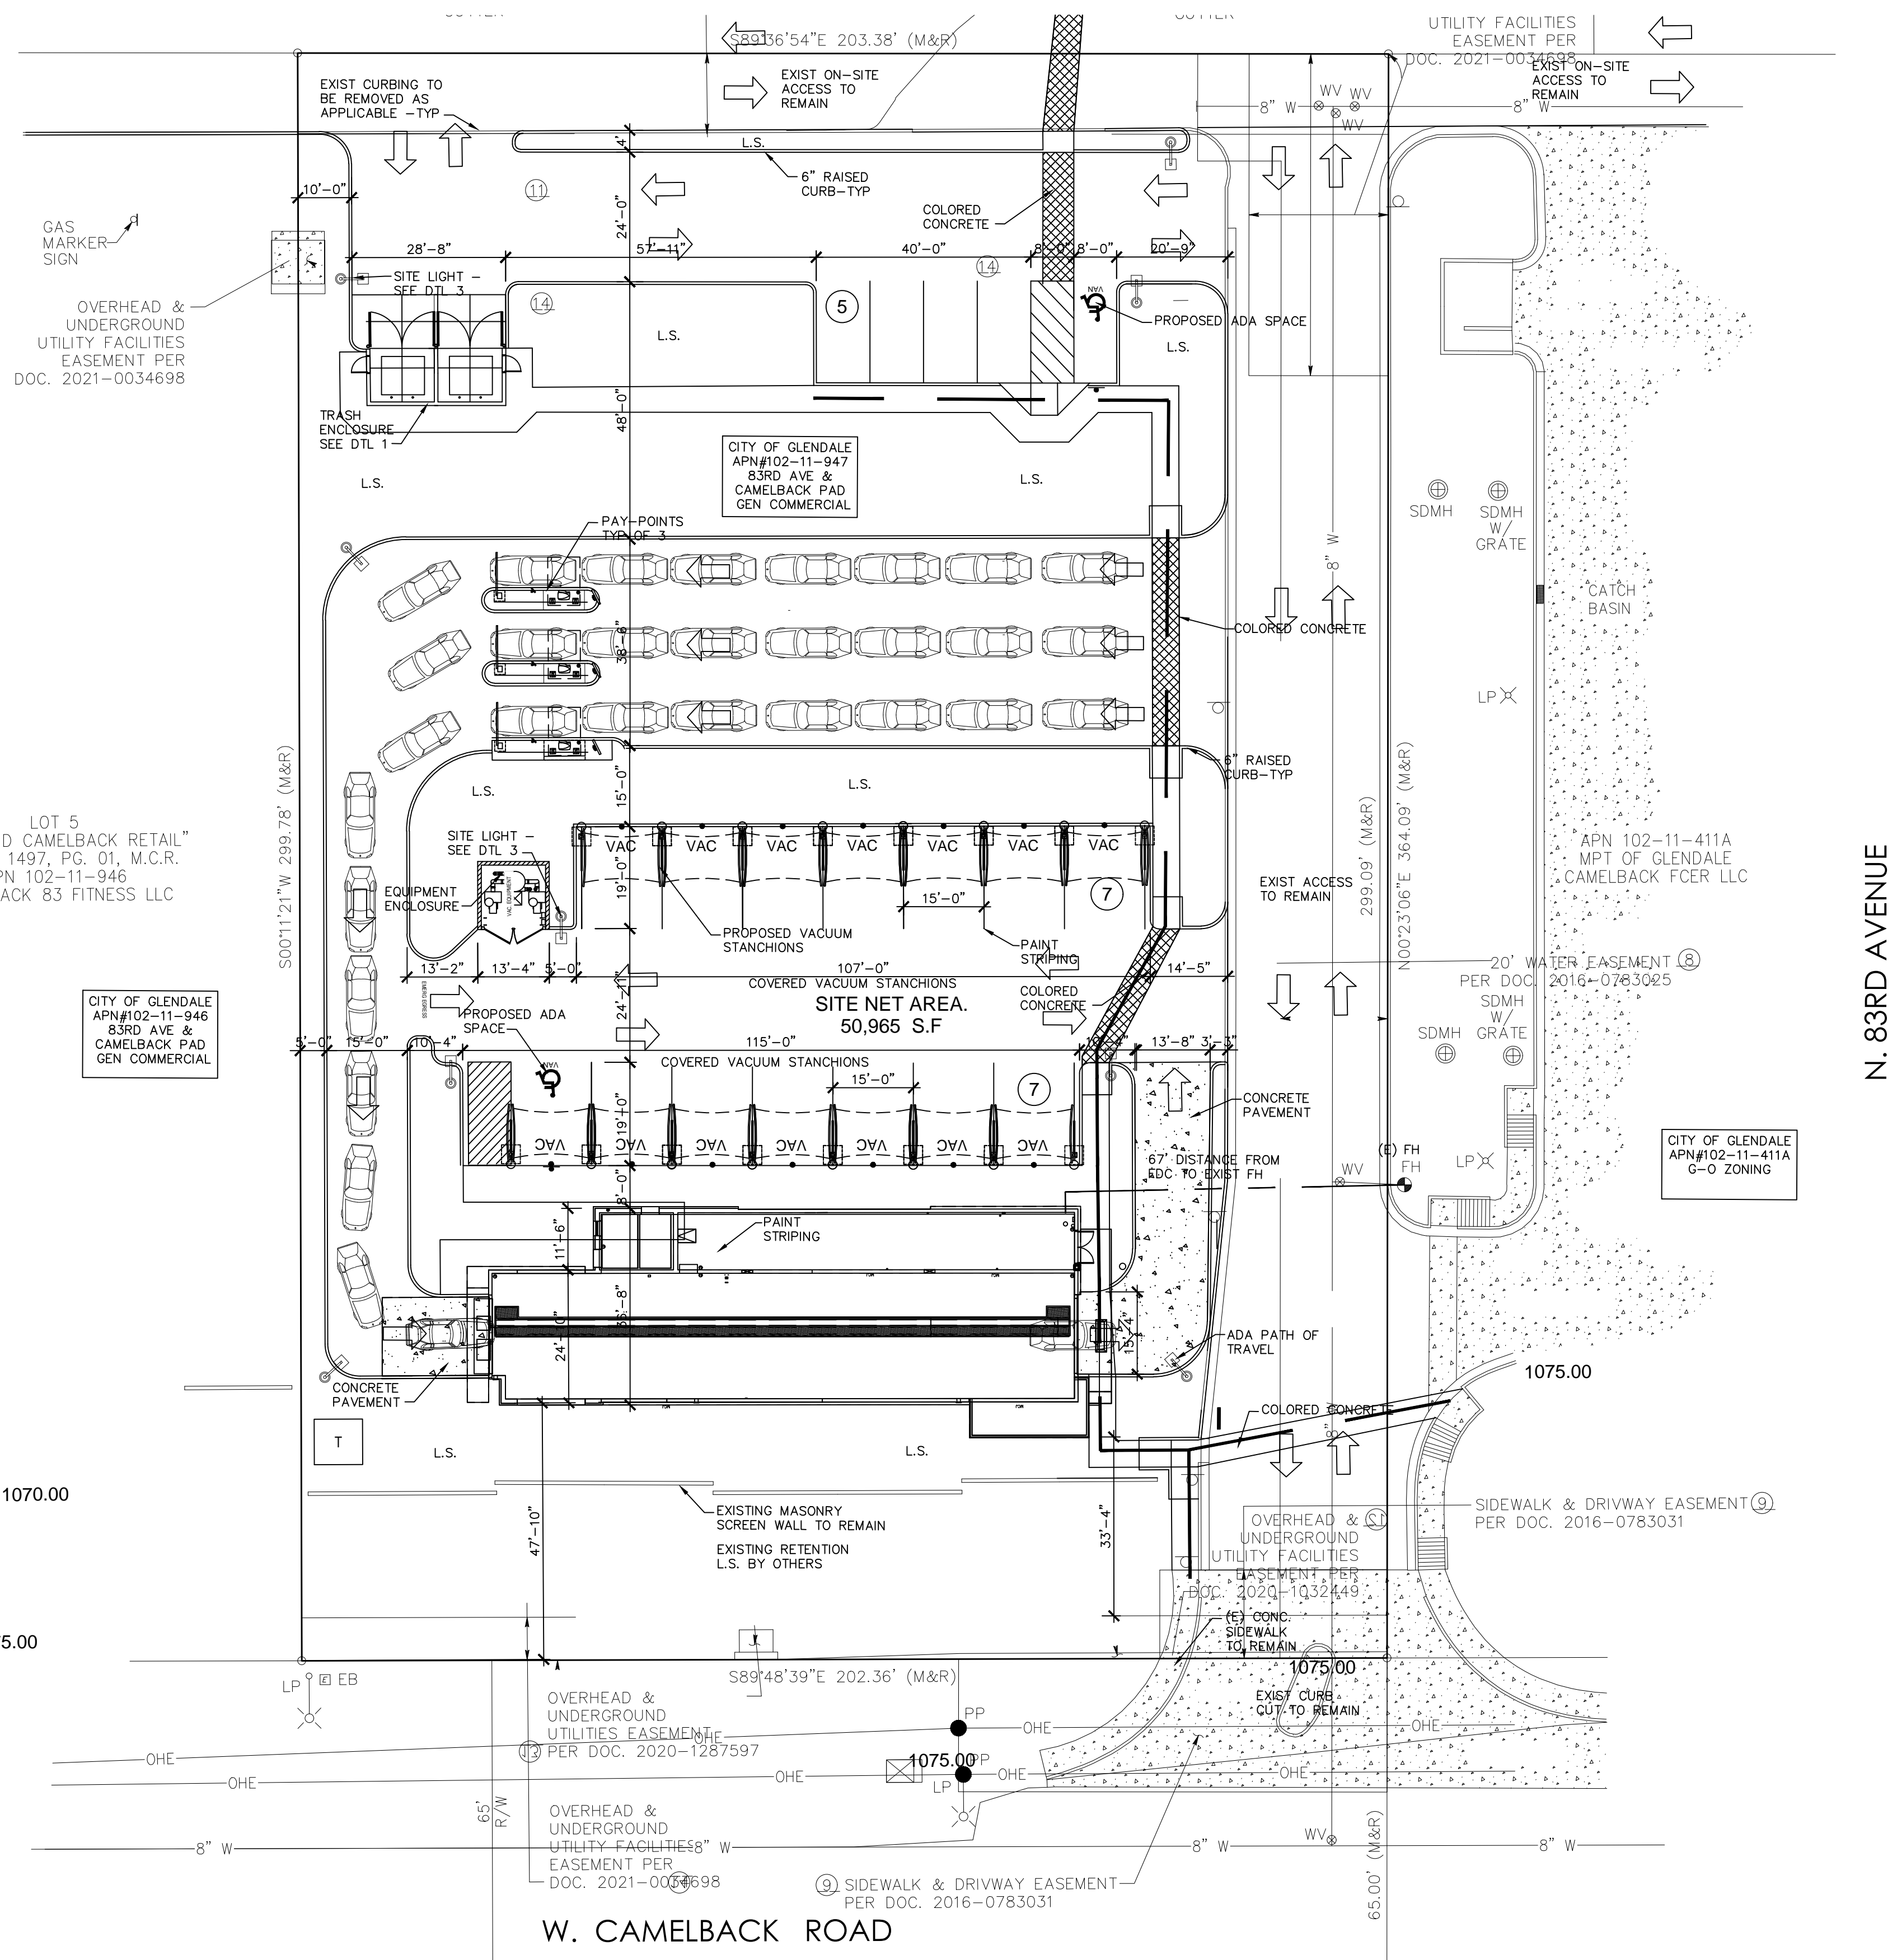 S89°36'54"E 203.38' (M&R)
UTILITY FACILITIES
EASEMENT PER
DOC. 2021-0034698
EXIST CURBING TO
BE REMOVED AS
APPLICABLE -TYP
EXIST ON-SITE
ACCESS TO
REMAIN
EXIST ON-SITE
ACCESS TO
REMAIN
8" W
WV
WV
WV
8" W
4'
L.S.
6" RAISED
CURB-TYP
11
10'-0"
24'-0"
COLORED
CONCRETE
GAS
MARKER
SIGN
28'-8"
57'-11"
40'-0"
8'-0"
8'-0"
20'-9"
14
SITE LIGHT -
SEE DTL 3
14
5
VAN
PROPOSED ADA SPACE
OVERHEAD &
UNDERGROUND
UTILITY FACILITIES
EASEMENT PER
DOC. 2021-0034698
L.S.
L.S.
TRASH
ENCLOSURE
SEE DTL 1
48'-0"
CITY OF GLENDALE
APN#102-11-947
83RD AVE &
CAMELBACK PAD
GEN COMMERCIAL
L.S.
L.S.
SDMH
SDMH
W/
GRATE
PAY-POINTS
TYP OF 3
8" W
CATCH
BASIN
COLORED CONCRETE
38'-6"
LP
S00°11'21"W 299.78' (M&R)
6" RAISED
CURB-TYP
299.09' (M&R)
N00°23'06"E 364.09' (M&R)
L.S.
15'-0"
L.S.
LOT 5
D CAMELBACK RETAIL"
1497, PG. 01, M.C.R.
PN 102-11-946
ACK 83 FITNESS LLC
SITE LIGHT -
SEE DTL 3
VAC
VAC
VAC
VAC
VAC
VAC
VAC
APN 102-11-411A
MPT OF GLENDALE
CAMELBACK FCER LLC
N. 83RD AVENUE
EQUIPMENT
ENCLOSURE
VAC. EQUIPMENT
19'-0"
15'-0"
7
EXIST ACCESS
TO REMAIN
PROPOSED VACUUM
STANCHIONS
PAINT
STRIPING
13'-2"
13'-4"
5'-0"
107'-0"
14'-5"
20' WATER EASEMENT 8
PER DOC. 2016-0783025
COVERED VACUUM STANCHIONS
24'-11"
COLORED
CONCRETE
SITE NET AREA.
50,965 S.F
CITY OF GLENDALE
APN#102-11-946
83RD AVE &
CAMELBACK PAD
GEN COMMERCIAL
EMERG EGRESS
PROPOSED ADA
SPACE
SDMH
SDMH
W/
GRATE
5'-0"
15'-0"
10'-4"
115'-0"
13'-8"
3'-3"
COVERED VACUUM STANCHIONS
VAN
15'-0"
7
19'-0"
CONCRETE
PAVEMENT
VAC
VAC
VAC
VAC
VAC
VAC
VAC
CITY OF GLENDALE
APN#102-11-411A
G-O ZONING
67' DISTANCE FROM
FDC TO EXIST FH
(E) FH
FH
WV
LP
8'-0"
11'-6"
PAINT
STRIPING
24'-10"
36'-8"
15'-4"
ADA PATH OF
TRAVEL
CONCRETE
PAVEMENT
1075.00
T
L.S.
L.S.
COLORED CONCRETE
8" W
1070.00
EXISTING MASONRY
SCREEN WALL TO REMAIN
EXISTING RETENTION
L.S. BY OTHERS
47'-10"
33'-4"
SIDEWALK & DRIVWAY EASEMENT 9
PER DOC. 2016-0783031
OVERHEAD & 12
UNDERGROUND
UTILITY FACILITIES
EASEMENT PER
DOC. 2020-1032449
5.00
(E) CONC.
SIDEWALK
TO REMAIN
1075.00
EXIST CURB
CUT TO REMAIN
S89°48'39"E 202.36' (M&R)
LP
E EB
OVERHEAD &
UNDERGROUND
UTILITIES EASEMENT
13 PER DOC. 2020-1287597
PP
OHE
OHE
OHE
OHE
1075.00
PP
LP
OHE
OHE
OHE
OHE
65'
R/W
OVERHEAD &
UNDERGROUND
UTILITY FACILITIES
EASEMENT PER
DOC. 2021-0034698
8" W
8" W
8" W
WV
8" W
65.00' (M&R)
9 SIDEWALK & DRIVWAY EASEMENT
PER DOC. 2016-0783031
W. CAMELBACK ROAD